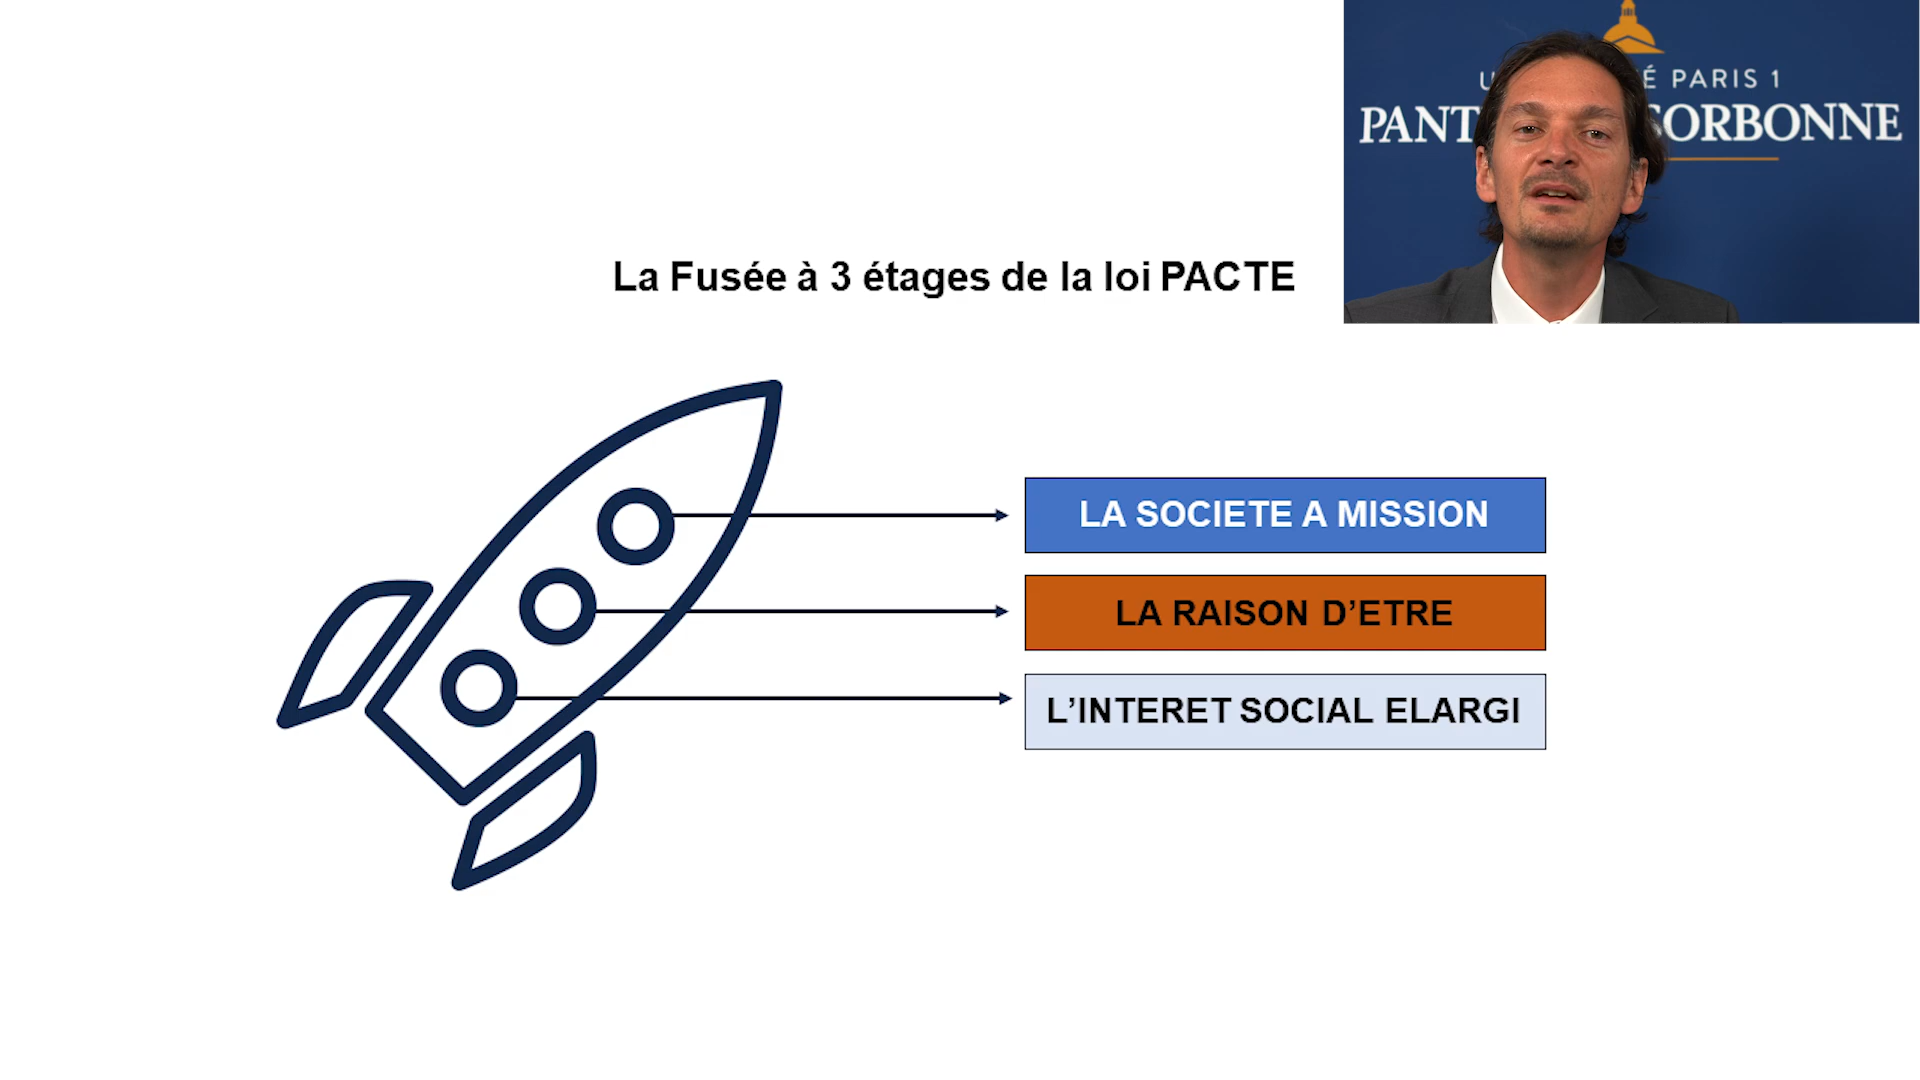 É PARIS 1
PANT SORBONNE
La Fusée à 3 étages de la loi PACTE
LA SOCIETE A MISSION
LA RAISON D’ETRE
L’INTERET SOCIAL ELARGI